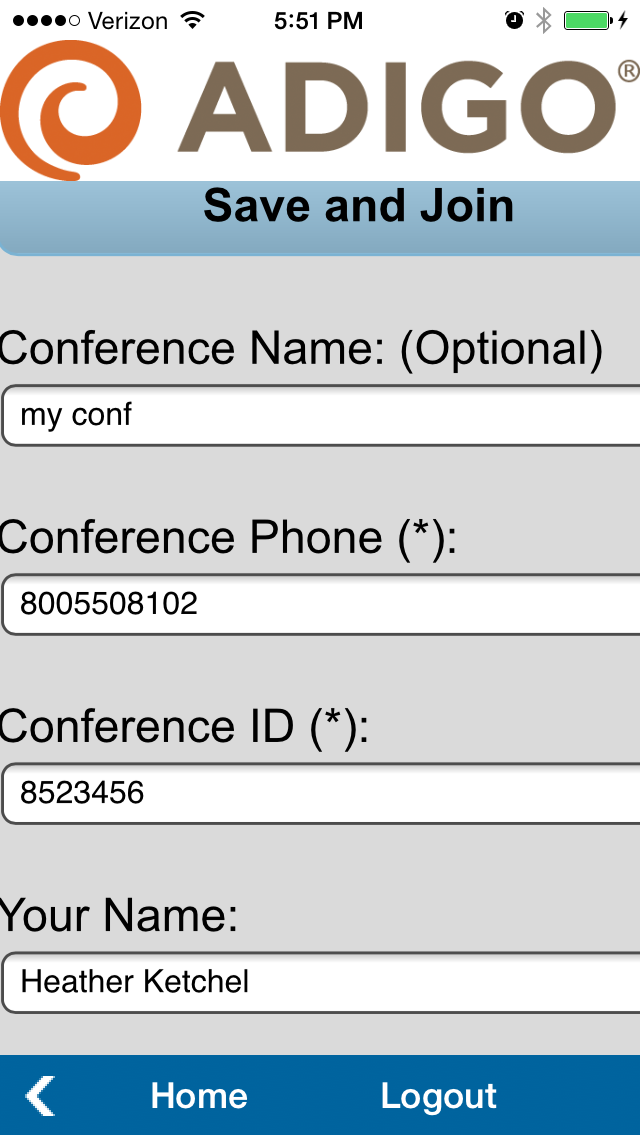 Verizon 5:51 PM
ADIGO®
Save and Join
Conference Name: (Optional)
my conf
Conference Phone (*):
8005508102
Conference ID (*):
8523456
Your Name:
Heather Ketchel
Home Logout